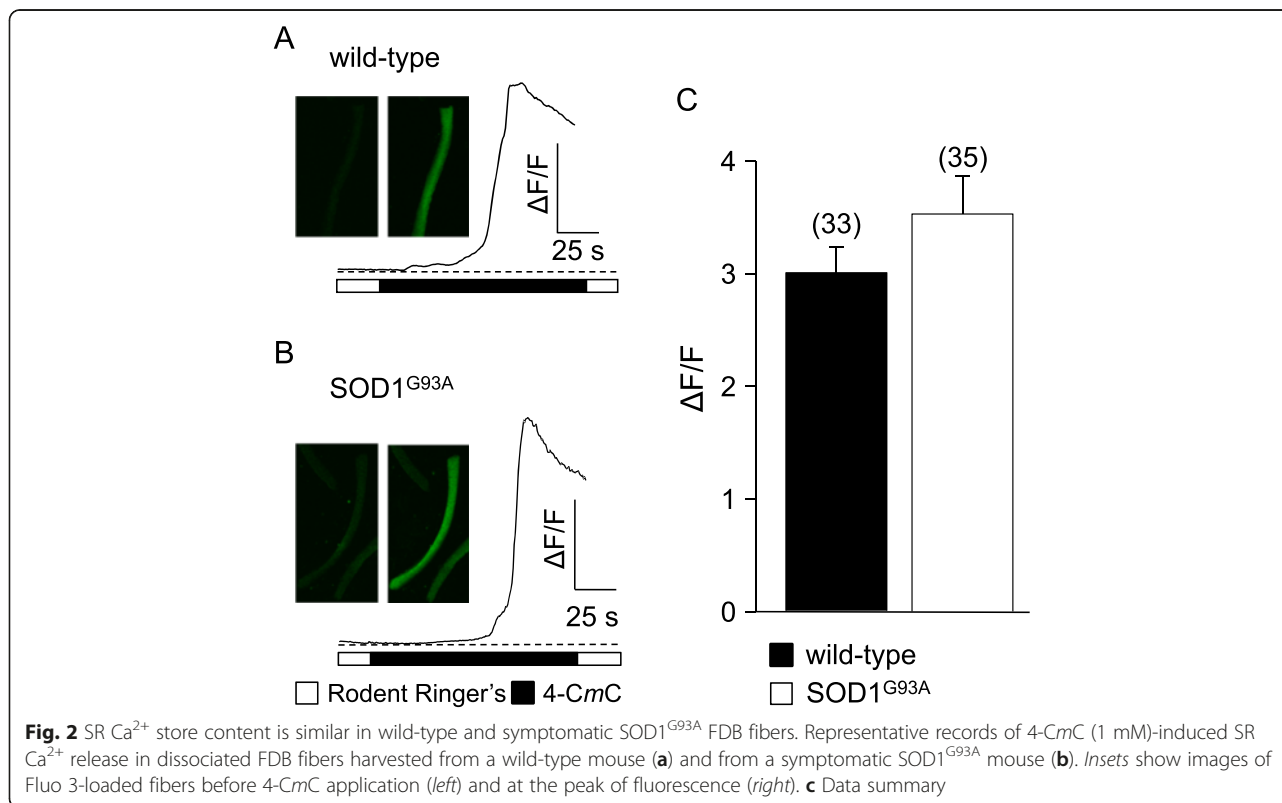 A
wild-type
ΔF/F
25 s
B
SOD1G93A
ΔF/F
25 s
Rodent Ringer's 4-CmC
C
(33)
(35)
4
3
2
1
0
ΔF/F
wild-type
SOD1G93A
Fig. 2 SR Ca2+ store content is similar in wild-type and symptomatic SOD1G93A FDB fibers. Representative records of 4-CmC (1 mM)-induced SR
Ca2+ release in dissociated FDB fibers harvested from a wild-type mouse (a) and from a symptomatic SOD1G93A mouse (b). Insets show images of
Fluo 3-loaded fibers before 4-CmC application (left) and at the peak of fluorescence (right). c Data summary